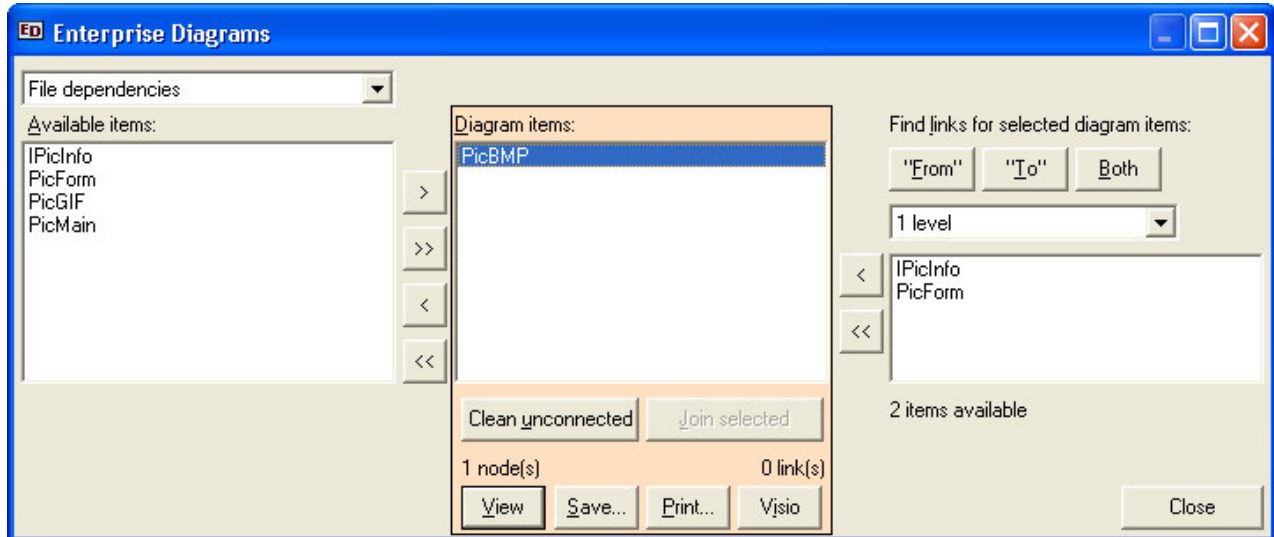 ED Enterprise Diagrams
File dependencies
Available items:
IPicInfo
PicForm
PicGIF
PicMain
>
>>
<
<<
Diagram items:
PicBMP
Clean unconnected
Join selected
1 node(s)
0 link(s)
View
Save...
Print...
Visio
Find links for selected diagram items:
"From"
"To"
Both
1 level
<
<<
IPicInfo
PicForm
2 items available
Close